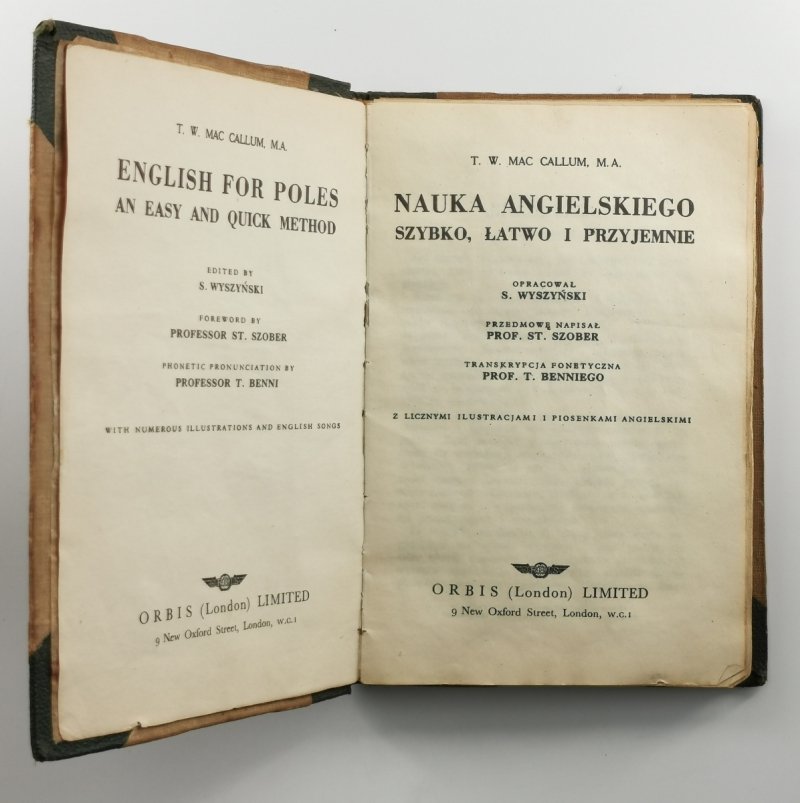 T. W. MAC CALLUM, M.A.
ENGLISH FOR POLES
AN EASY AND QUICK METHOD
EDITED BY
S. WYSZYŃSKI
FOREWORD BY
PROFESSOR ST. SZOBER
PHONETIC PRONUNCIATION BY
PROFESSOR T. BENNI
WITH NUMEROUS ILLUSTRATIONS AND ENGLISH SONGS
ORBIS (London) LIMITED
9 New Oxford Street, London, W.C.1
T. W. MAC CALLUM, M.A.
NAUKA ANGIELSKIEGO
SZYBKO, ŁATWO I PRZYJEMNIE
OPRACOWAŁ
S. WYSZYŃSKI
PRZEDMOWĘ NAPISAŁ
PROF. ST. SZOBER
TRANSKRYPCJA FONETYCZNA
PROF. T. BENNIEGO
Z LICZNYMI ILUSTRACJAMI I PIOSENKAMI ANGIELSKIMI
ORBIS (London) LIMITED
9 New Oxford Street, London, W.C.1